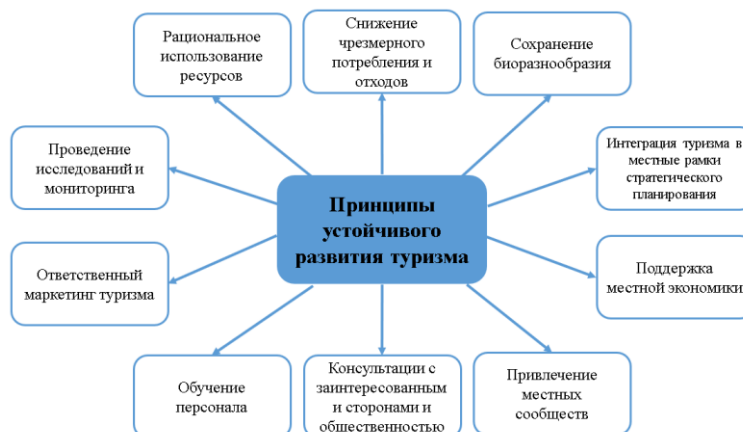 Рациональное
использование
ресурсов
Снижение
чрезмерного
потребления и
отходов
Сохранение
биоразнообразия
Проведение
исследований и
мониторинга
Интеграция туризма в
местные рамки
стратегического
планирования
Принципы
устойчивого
развития туризма
Ответственный
маркетинг туризма
Поддержка
местной экономики
Обучение
персонала
Консультации с
заинтересованным
и сторонами и
общественностью
Привлечение
местных
сообществ